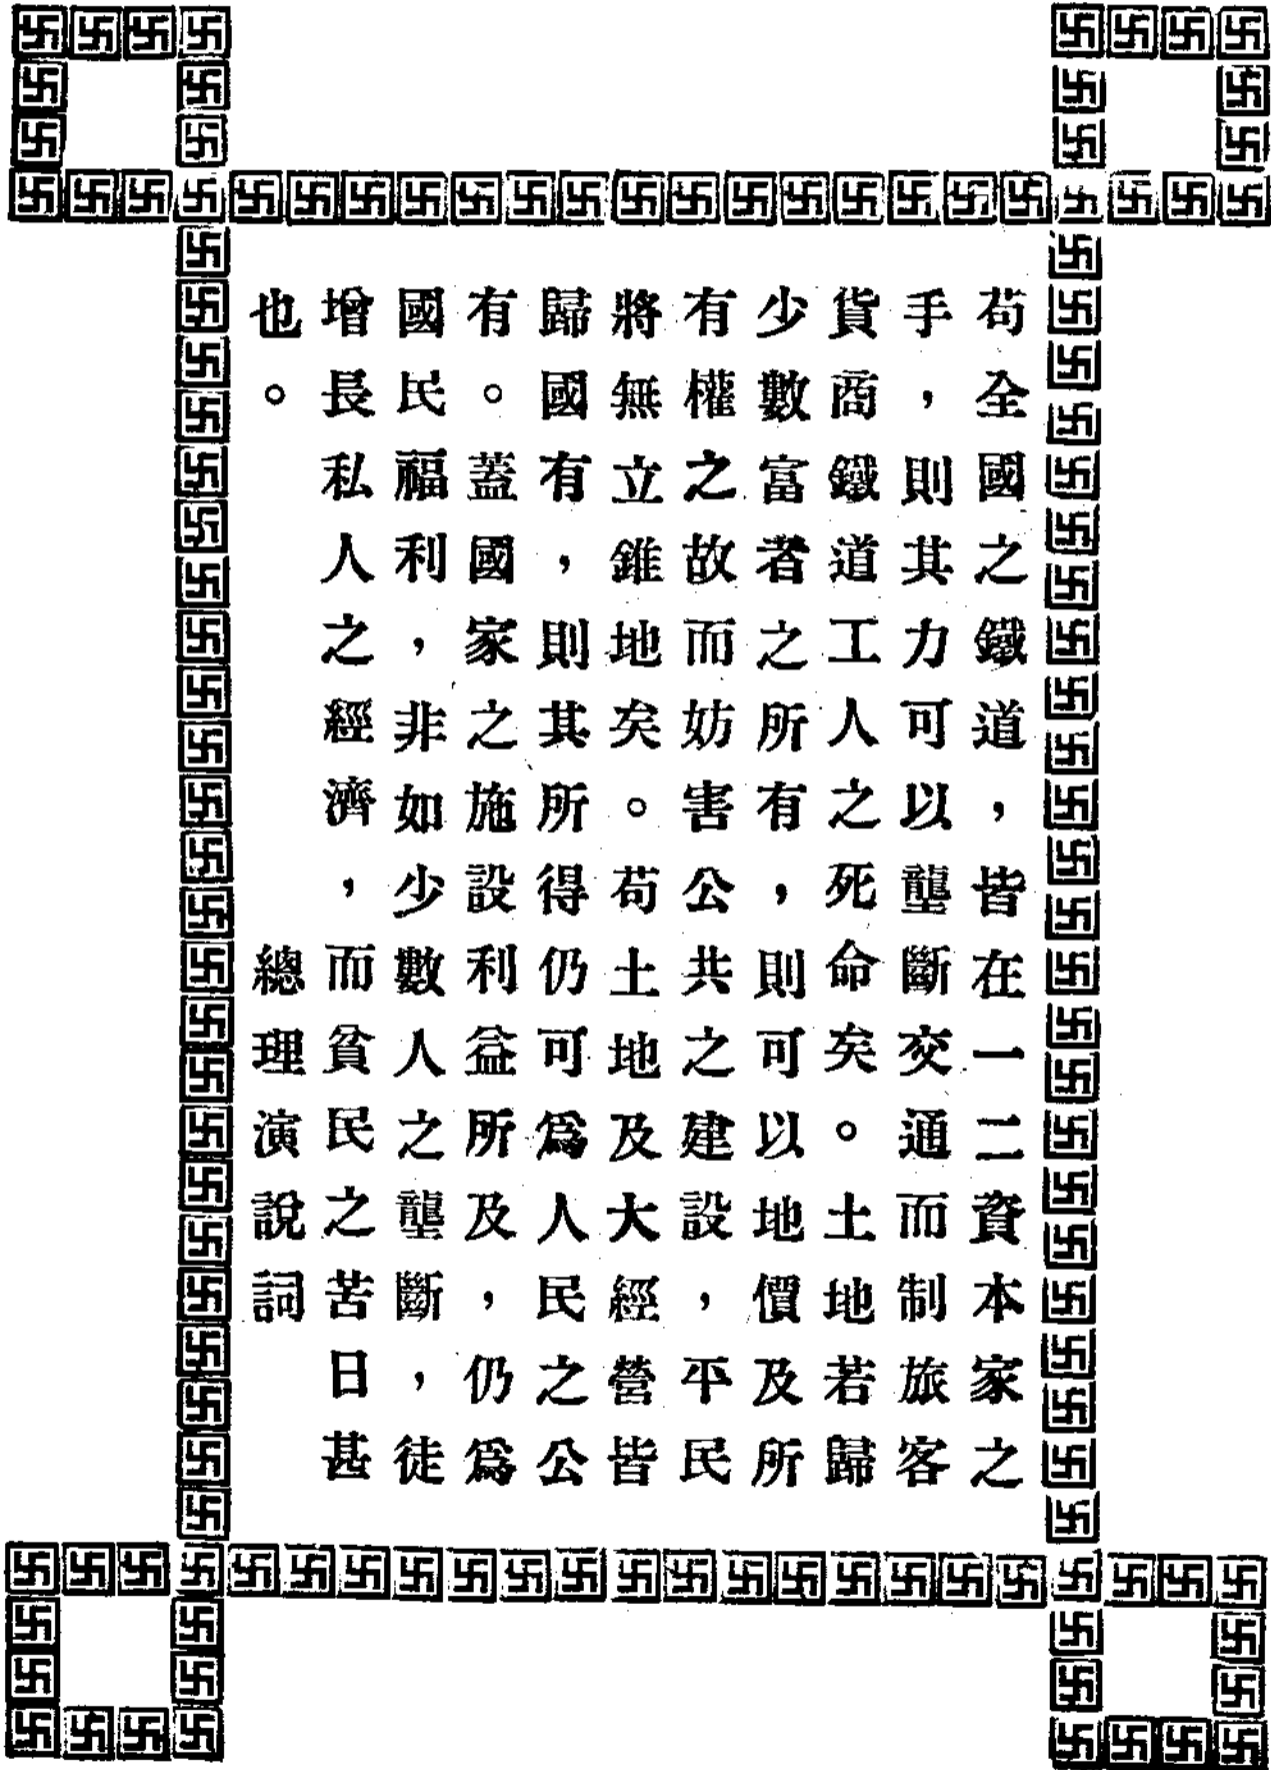 苟全國之鐵道，皆在一二資本家之
手，則其力可以壟斷交通而制旅客
貨商鐵道工人之死命矣。土地若歸
少數富者之所有，則可以地價及所
有權之故而妨害公共之建設，平民
將無立錐地矣。苟土地及大經營皆
歸國有，則其所得仍可爲人民之公
有。蓋國家之施設利益所及，仍爲
國民福利，非如少數人之壟斷，徒
增長私人之經濟，而貧民之苦日甚
也。
總理演說詞